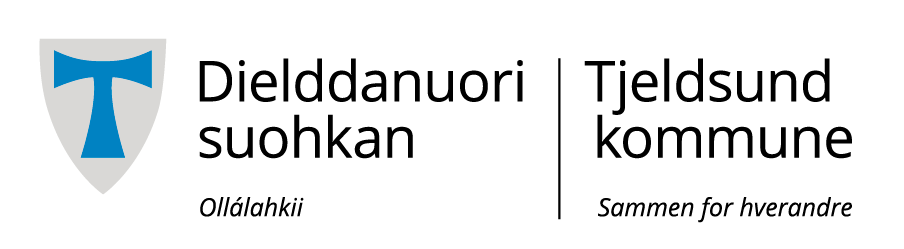 Dielddanuori
suohkan
Ollálahkii
Tjeldsund
kommune
Sammen for hverandre